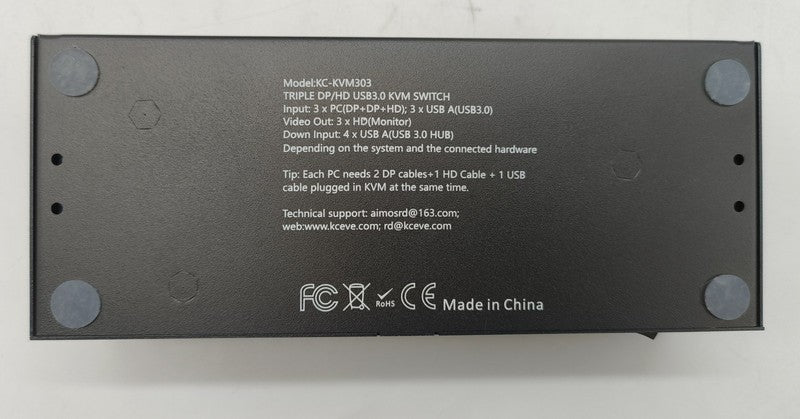 Model:KC-KVM303
TRIPLE DP/HD USB3.0 KVM SWITCH
Input: 3 x PC(DP+DP+HD); 3 x USB A(USB3.0)
Video Out: 3 x HD(Monitor)
Down Input: 4 x USB A(USB 3.0 HUB)
Depending on the system and the connected hardware
Tip: Each PC needs 2 DP cables+1 HD Cable + 1 USB
cable plugged in KVM at the same time.
Technical support: aimosrd@163.com;
web:www.kceve.com; rd@kceve.com
FC RoHS CE Made in China